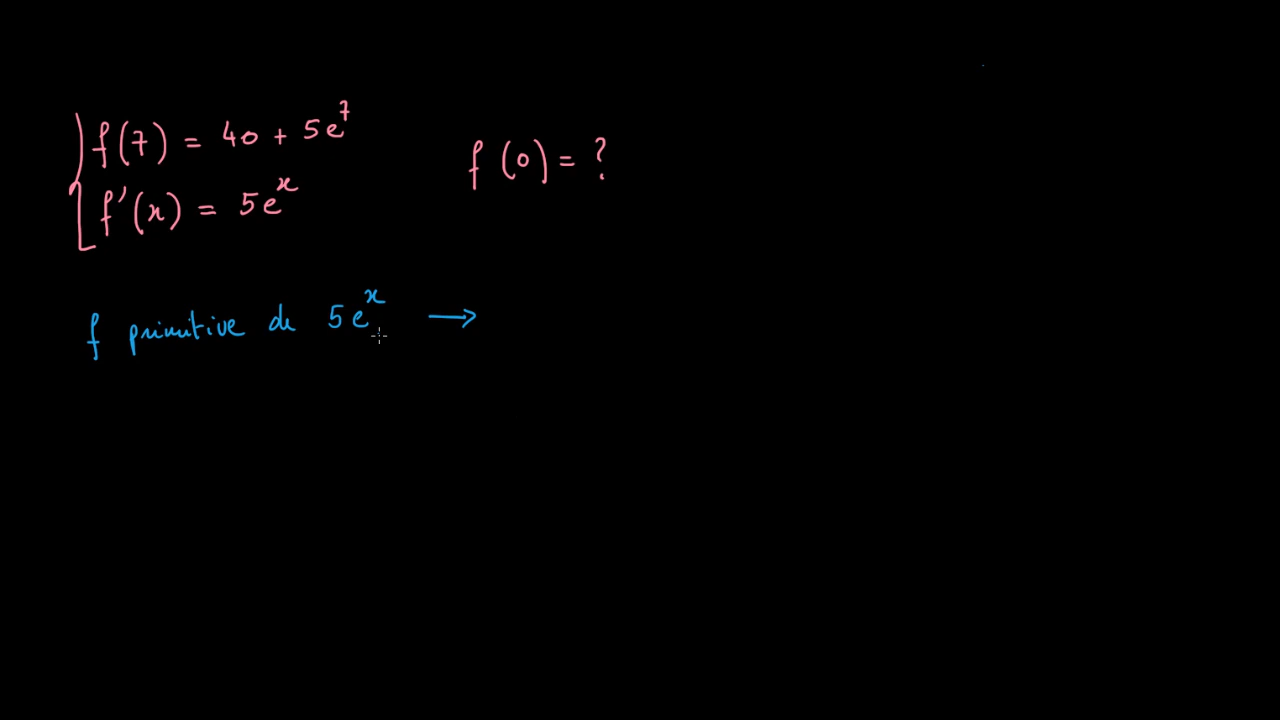 f(7) = 40 + 5e^7
f'(x) = 5e^x
f(0) = ?
f primitive de 5e^x →